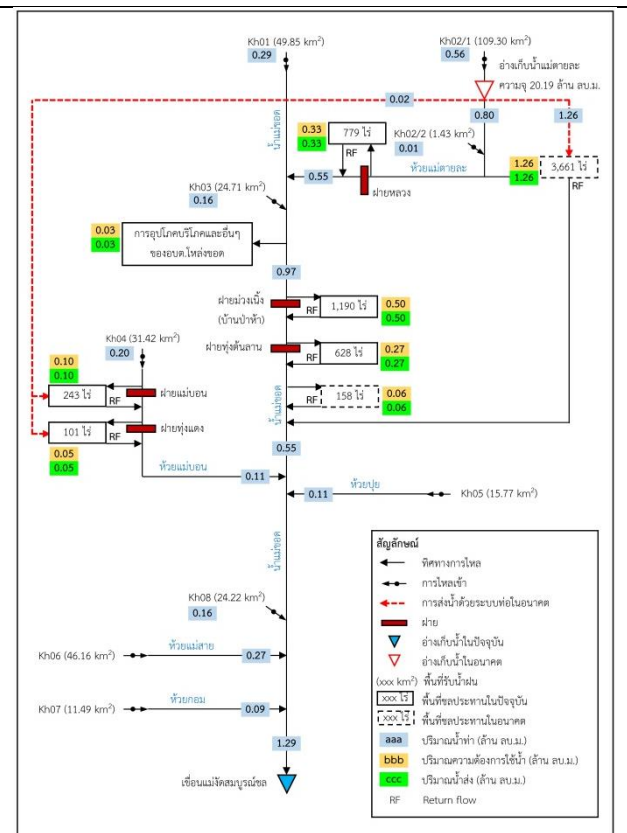 Kh01 (49.85 km²)
0.29
Kh02/1 (109.30 km²)
0.56
อ่างเก็บน้ำแม่ตายละ
ความจุ 20.19 ล้าน ลบ.ม.
0.02
0.80
1.26
น้ำแม่ขอด
0.33
0.33
779 ไร่
RF
Kh02/2 (1.43 km²)
0.01
ห้วยแม่ตายละ
1.26
1.26
3,661 ไร่
RF
0.55
ฝายหลวง
Kh03 (24.71 km²)
0.16
0.03
0.03
การอุปโภคบริโภคและอื่นๆ
ของอบต.โหล่งขอด
0.97
ฝายม่วงเนิ้ง
(บ้านป่าห้า)
RF
1,190 ไร่
0.50
0.50
ฝายทุ่งต้นลาน
RF
628 ไร่
0.27
0.27
Kh04 (31.42 km²)
0.20
0.10
0.10
243 ไร่
RF
ฝายแม่บอน
101 ไร่
RF
ฝายทุ่งแดง
0.05
0.05
น้ำแม่ขอด
RF
158 ไร่
0.06
0.06
0.55
ห้วยแม่บอน
0.11
0.11
ห้วยปุย
Kh05 (15.77 km²)
น้ำแม่ขอด
Kh08 (24.22 km²)
0.16
Kh06 (46.16 km²)
ห้วยแม่สาย
0.27
Kh07 (11.49 km²)
ห้วยกอม
0.09
1.29
เขื่อนแม่งัดสมบูรณ์ชล
สัญลักษณ์
ทิศทางการไหล
การไหลเข้า
การส่งน้ำด้วยระบบท่อในอนาคต
ฝาย
อ่างเก็บน้ำในปัจจุบัน
อ่างเก็บน้ำในอนาคต
(xxx km²) พื้นที่รับน้ำฝน
xxx ไร่ พื้นที่ชลประทานในปัจจุบัน
xxx ไร่ พื้นที่ชลประทานในอนาคต
aaa ปริมาณน้ำท่า (ล้าน ลบ.ม.)
bbb ปริมาณความต้องการใช้น้ำ (ล้าน ลบ.ม.)
ccc ปริมาณน้ำส่ง (ล้าน ลบ.ม.)
RF Return flow